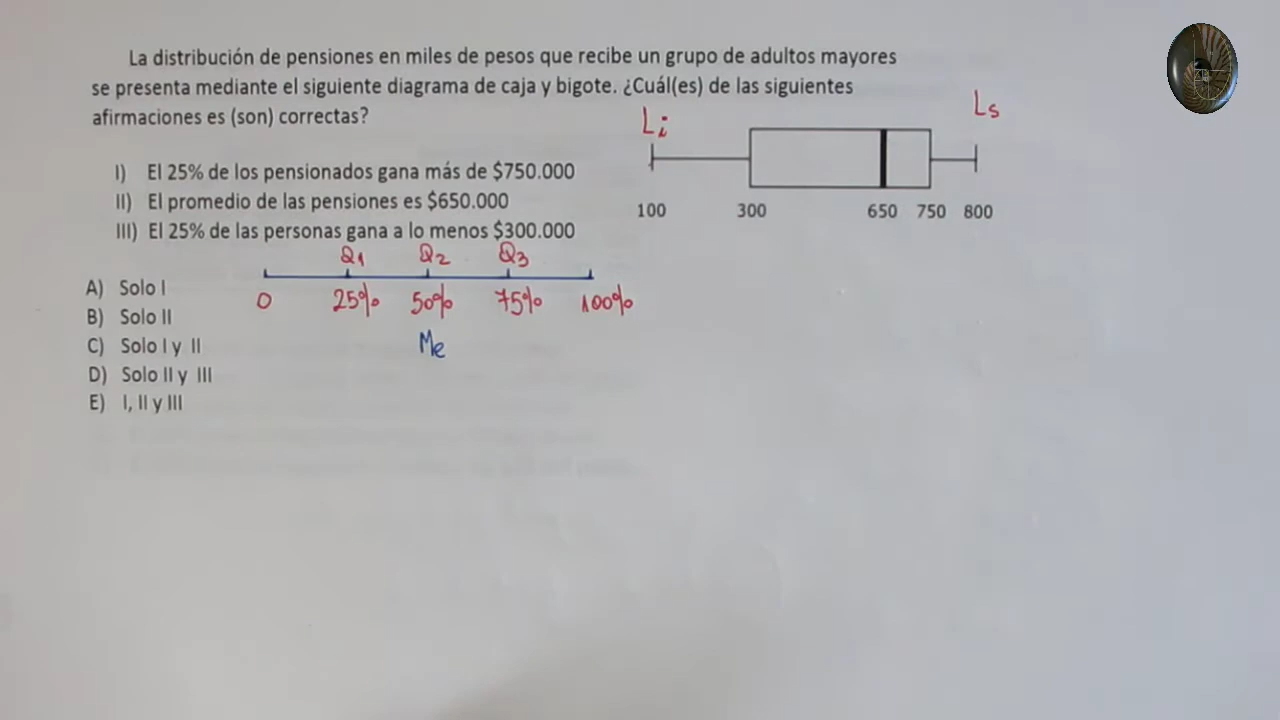 La distribución de pensiones en miles de pesos que recibe un grupo de adultos mayores
se presenta mediante el siguiente diagrama de caja y bigote. ¿Cuál(es) de las siguientes
afirmaciones es (son) correctas?
Li
Ls
100 300 650 750 800
I) El 25% de los pensionados gana más de $750.000
II) El promedio de las pensiones es $650.000
III) El 25% de las personas gana a lo menos $300.000
Q1 Q2 Q3
0 25% 50% 75% 100%
Me
A) Solo I
B) Solo II
C) Solo I y II
D) Solo II y III
E) I, II y III